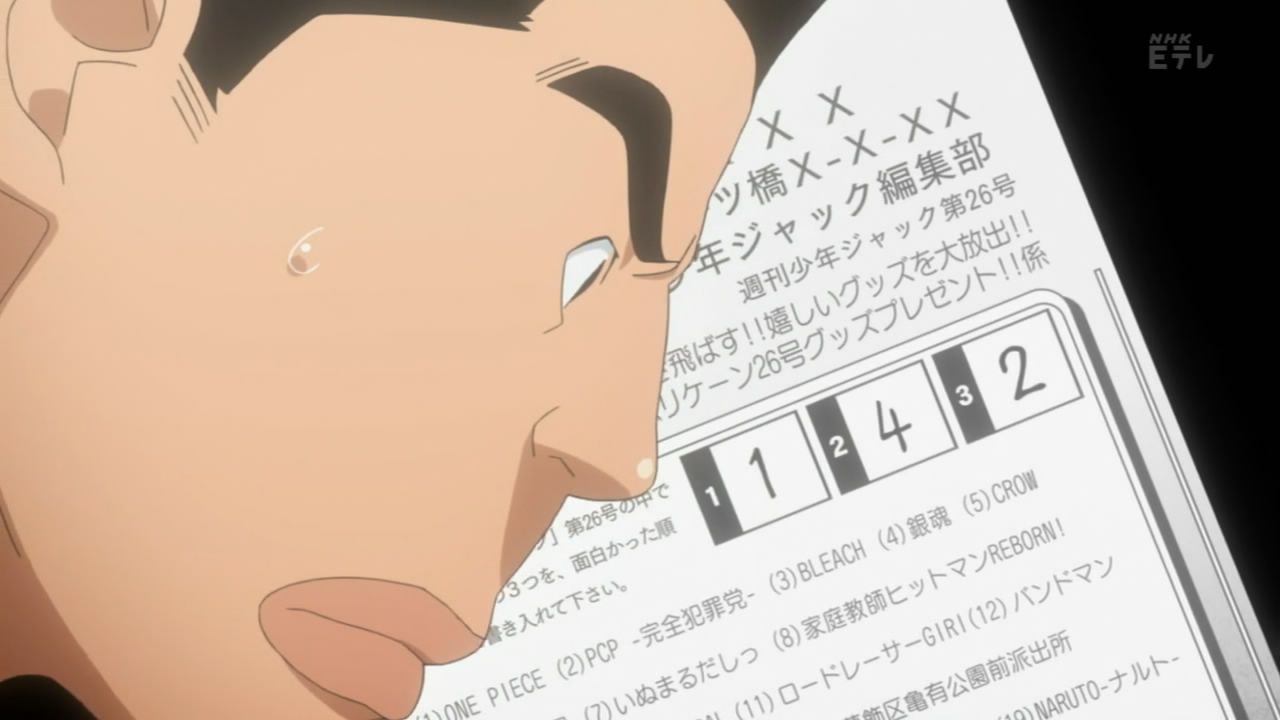 NHK
Eテレ
X X
ツ橋X-X-XX
年ジャック編集部
週刊少年ジャック第26号
飛ばす!!嬉しいグッズを大放出!!
リケーン26号グッズプレゼント!!係
1 1 2 4 3 2
」第26号の中で
3つを、面白かった順
書き入れて下さい。
(1)ONE PIECE (2)PCP -完全犯罪党- (3)BLEACH (4)銀魂 (5)CROW
(7)いぬまるだしっ (8)家庭教師ヒットマンREBORN!
(11)ロードレーサーGIRI(12)バンドマン
葛飾区亀有公園前派出所
(19)NARUTO-ナルト-